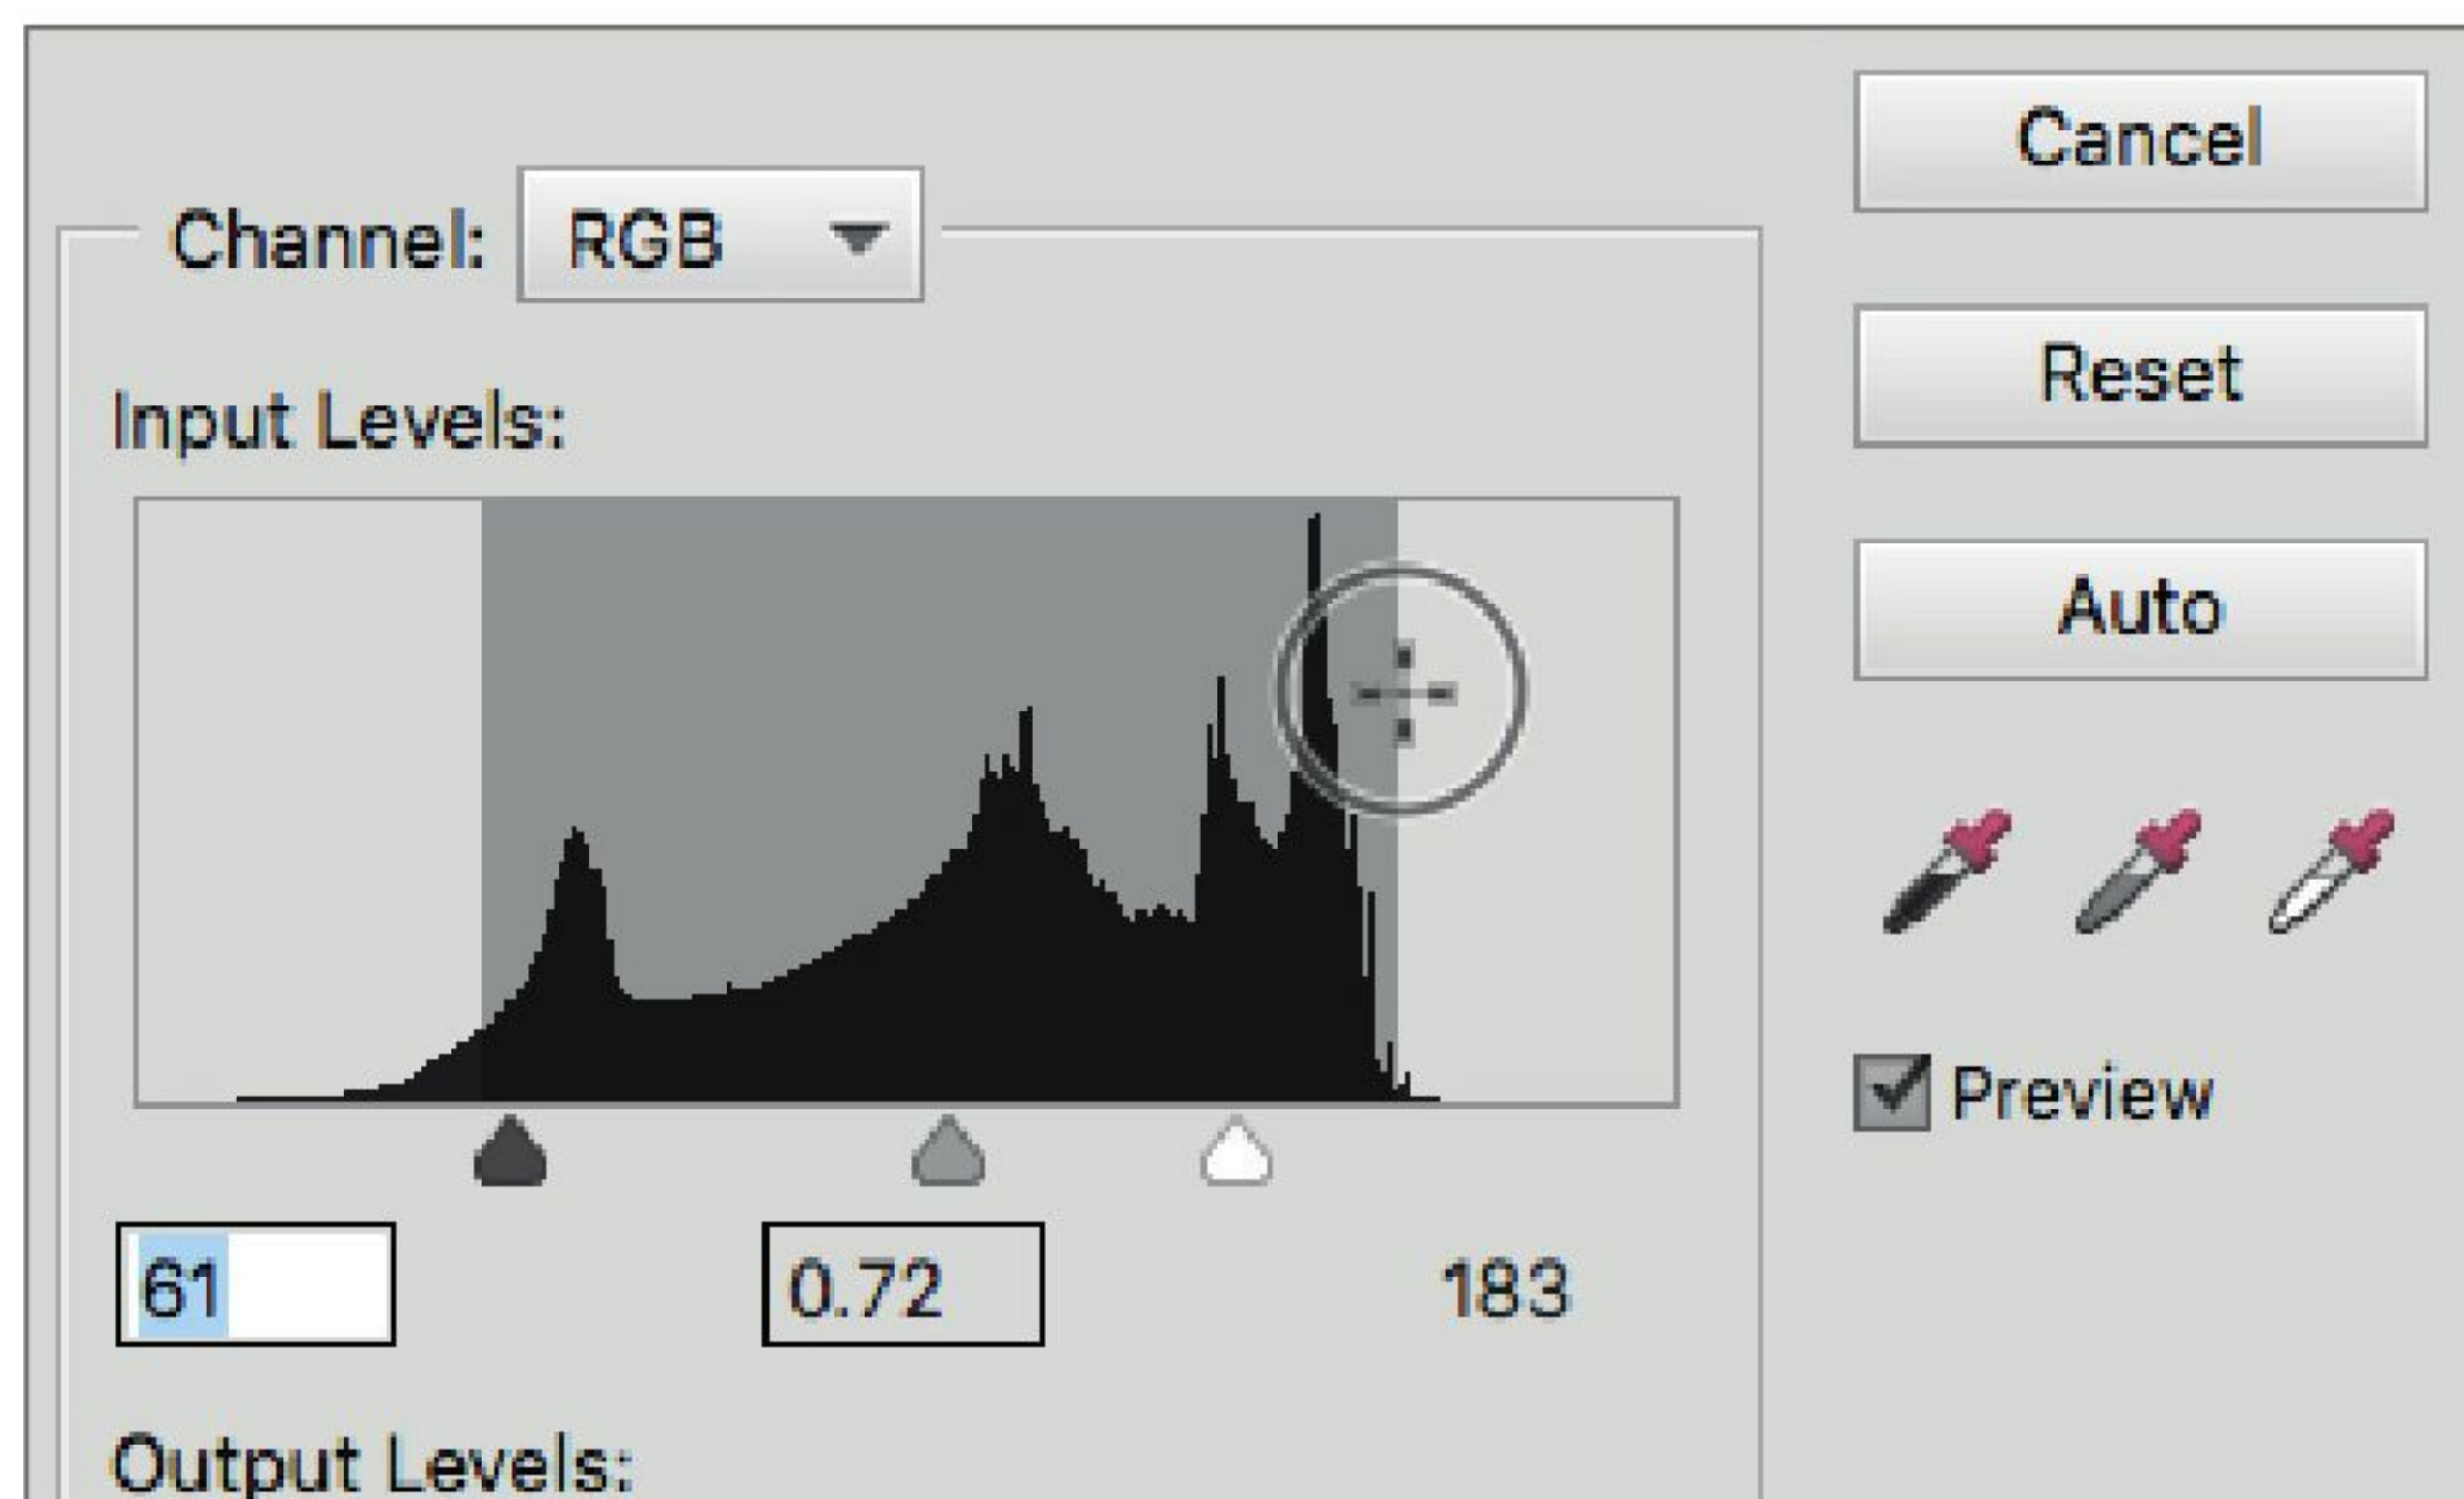 Cancel
Channel: RGB
Reset
Input Levels:
Auto
Preview
61 0.72 183
Output Levels: